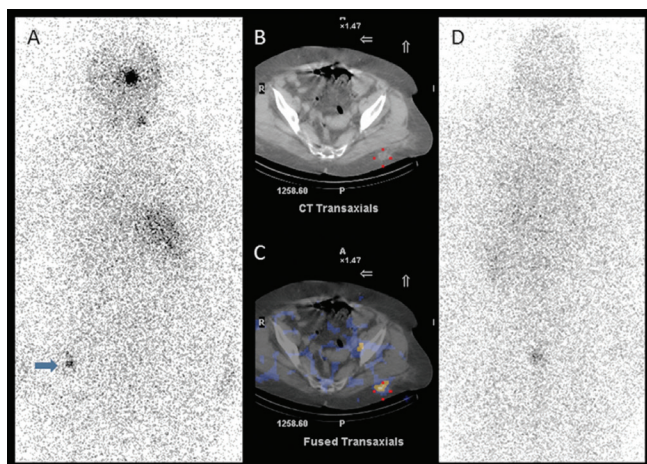 A
B
×1.47
R
1258.60 P
CT Transaxials
C
A
×1.47
R
1258.60 P
Fused Transaxials
D